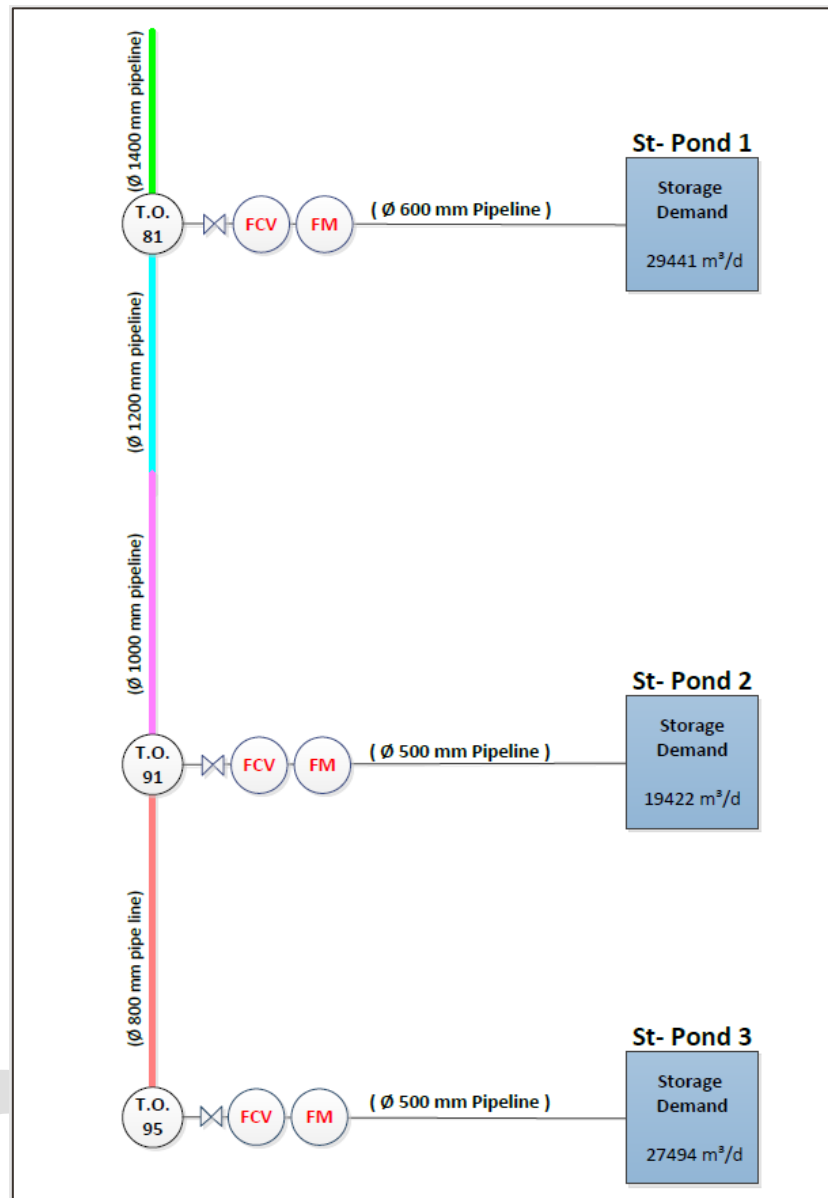 (Ø 1400 mm pipeline)
St- Pond 1
Storage
Demand
29441 m³/d
T.O.
81
FCV
FM
( Ø 600 mm Pipeline )
(Ø 1200 mm pipeline)
(Ø 1000 mm pipeline)
St- Pond 2
Storage
Demand
19422 m³/d
T.O.
91
FCV
FM
( Ø 500 mm Pipeline )
(Ø 800 mm pipe line)
St- Pond 3
Storage
Demand
27494 m³/d
T.O.
95
FCV
FM
( Ø 500 mm Pipeline )